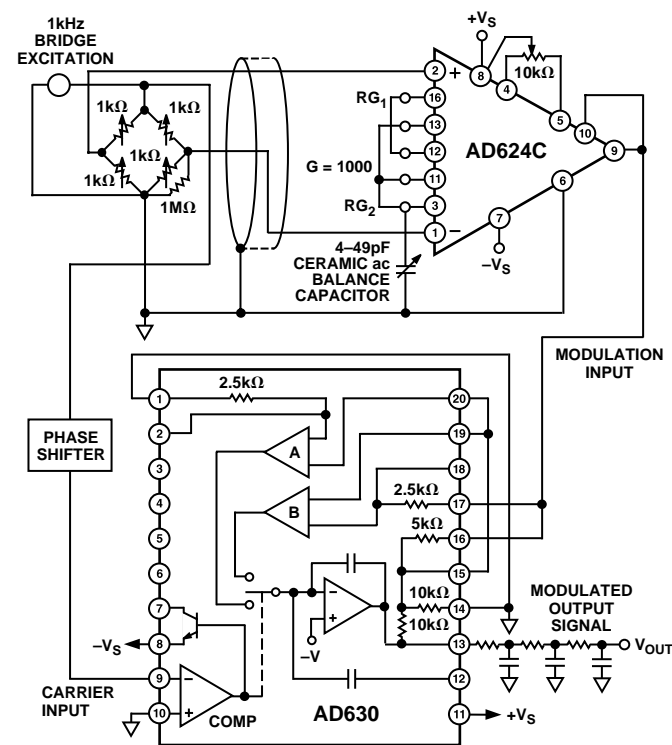 1kHz
BRIDGE
EXCITATION
1kΩ
1kΩ
1kΩ
1kΩ
1MΩ
+VS
10kΩ
2
+
8
4
16
RG1
13
5
10
12
AD624C
9
G = 1000
11
6
RG2
3
7
1
–
–VS
4–49pF
CERAMIC ac
BALANCE
CAPACITOR
MODULATION
INPUT
PHASE
SHIFTER
1
2.5kΩ
20
2
A
19
3
18
B
2.5kΩ
4
17
5kΩ
5
16
6
15
10kΩ
7
14
10kΩ
MODULATED
OUTPUT
SIGNAL
–
+
–V
–VS
8
13
VOUT
9
–
12
CARRIER
INPUT
10
+
COMP
AD630
11
+VS